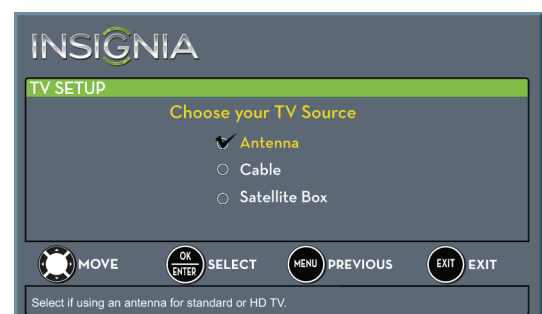 INSIGNIA
TV SETUP
Choose your TV Source
Antenna
Cable
Satellite Box
MOVE OK ENTER SELECT MENU PREVIOUS EXIT EXIT
Select if using an antenna for standard or HD TV.